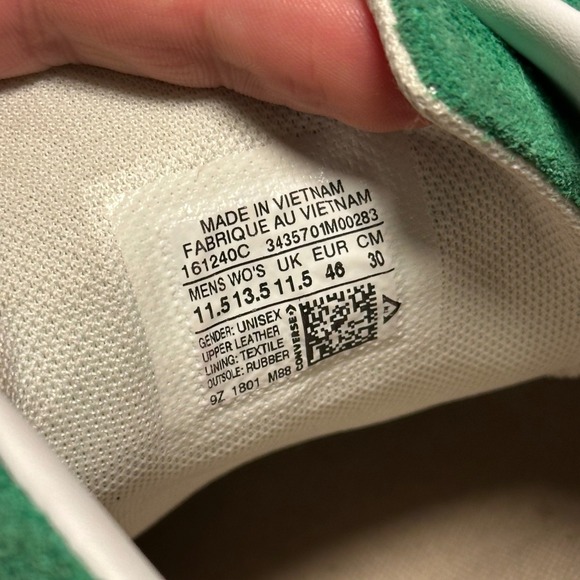 MADE IN VIETNAM
FABRIQUE AU VIETNAM
161240C 3435701M00283
MENS WO'S UK EUR CM
11.5 13.5 11.5 46 30
GENDER: UNISEX
UPPER LEATHER
LINING: TEXTILE
OUTSOLE: RUBBER
CONVERSE
9Z 1801 M88